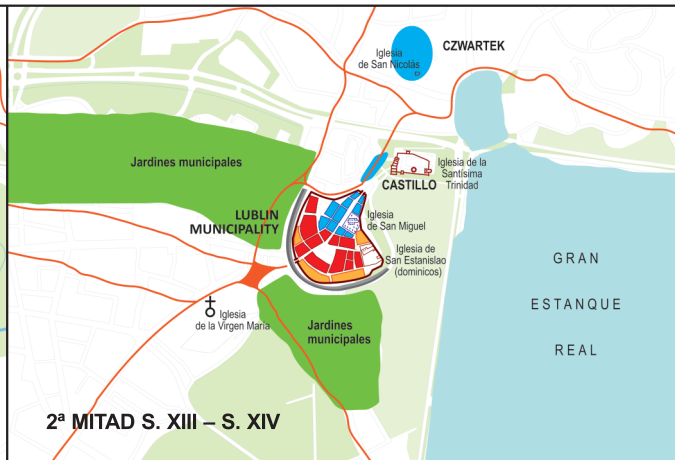 Iglesia
de San Nicolás
CZWARTEK
Jardines municipales
Iglesia de la
Santísima
Trinidad
CASTILLO
LUBLIN
MUNICIPALITY
Iglesia
de San Miguel
Iglesia de
San Estanislao
(dominicos)
GRAN
ESTANQUE
REAL
Iglesia
de la Virgen Maria
Jardines
municipales
2ª MITAD S. XIII – S. XIV